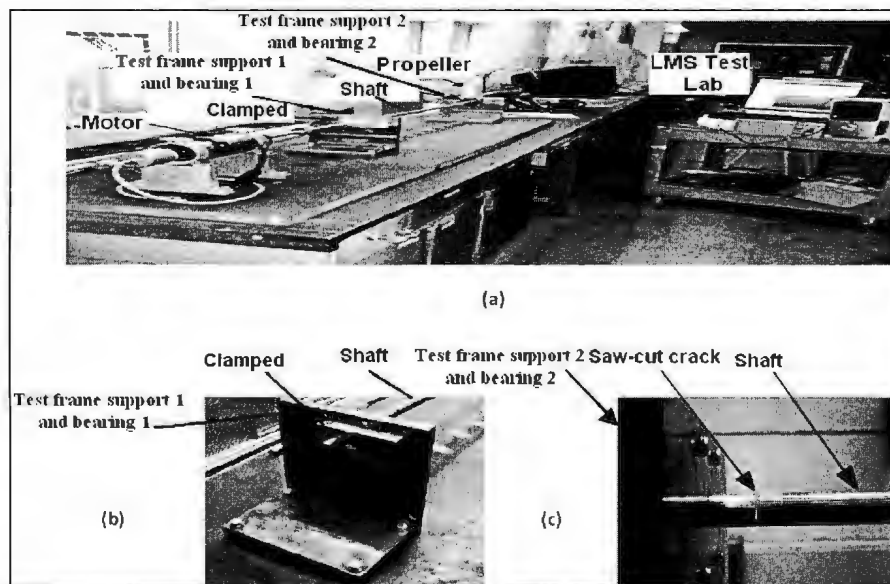 Test frame support 2
and bearing 2
Test frame support 1
and bearing 1
Propeller
Shaft
Clamped
Motor
LMS Test
Lab
(a)
Clamped
Shaft
Test frame support 1
and bearing 1
(b)
Test frame support 2
and bearing 2
Saw-cut crack
Shaft
(c)